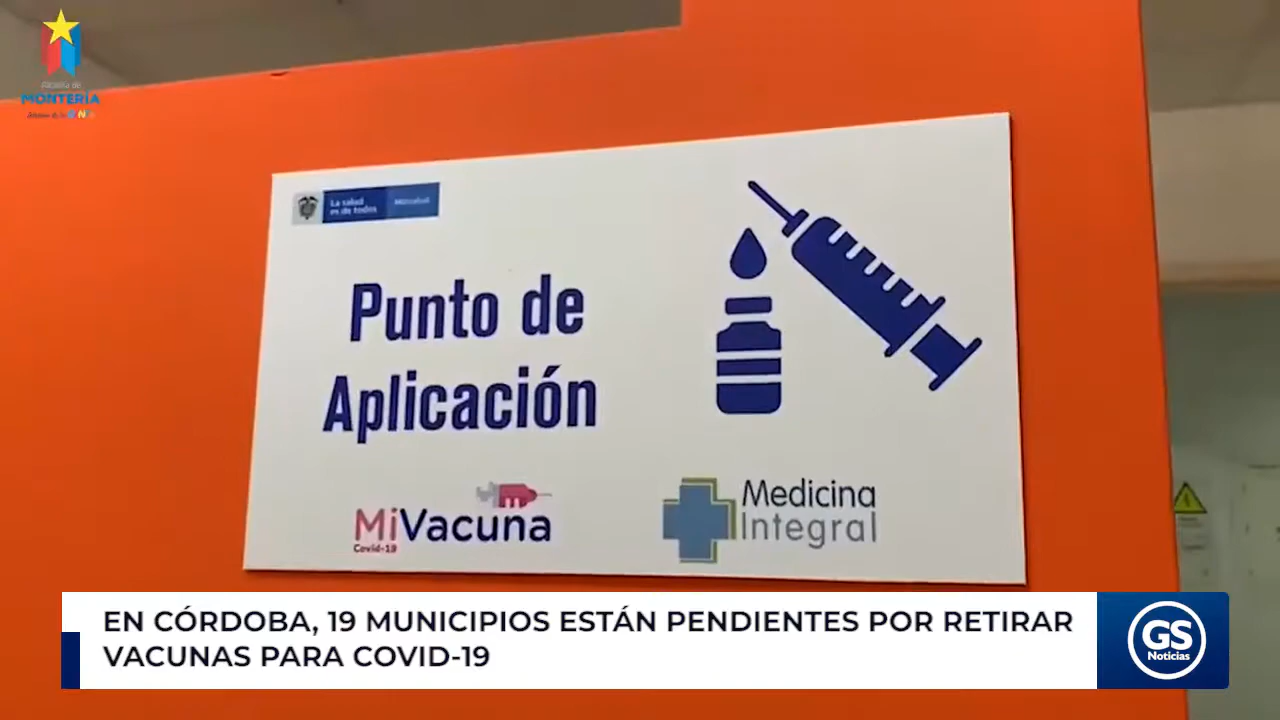 Alcaldía de
MONTERÍA
La salud
es de todos
Minsalud
Punto de
Aplicación
MiVacuna
Covid-19
Medicina
Integral
EN CÓRDOBA, 19 MUNICIPIOS ESTÁN PENDIENTES POR RETIRAR
VACUNAS PARA COVID-19
GS
Noticias